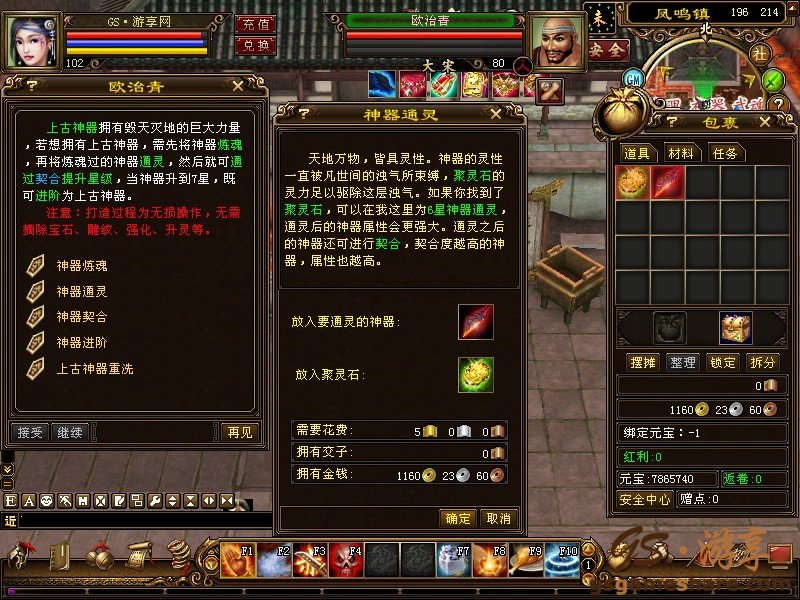 GS·游享网
102
充值
兑换
欧治青
80
大宋
未
凤鸣镇 196 214
北
安全
社
GM
?
? 欧治青
上古神器拥有毁天灭地的巨大力量
，若想拥有上古神器，需先将神器炼魂
，再将炼魂过的神器通灵，然后就可通
过契合提升星级，当神器升到7星，既
可进阶为上古神器。
注意：打造过程为无损操作，无需
摘除宝石、雕纹、强化、升灵等。
神器炼魂
神器通灵
神器契合
神器进阶
上古神器重洗
接受 继续 再见
? 神器通灵
天地万物，皆具灵性。神器的灵性
一直被凡世间的浊气所束缚，聚灵石的
灵力足以驱除这层浊气。如果你找到了
聚灵石，可以在我这里为6星神器通灵，
通灵后的神器属性会更强大。通灵之后
的神器还可进行契合，契合度越高的神
器，属性也越高。
放入要通灵的神器:
放入聚灵石:
需要花费: 5 0 0
拥有交子: 0
拥有金钱: 1160 23 60
确定 取消
? 包裹
道具 材料 任务
摆摊 整理 锁定 拆分
0
1160 23 60
绑定元宝：-1
红利:0
元宝:7865740 返卷:0
安全中心 赠点:0
近
F1 F2 F3 F4 F7 F8 F9 F10
1
GS·游享